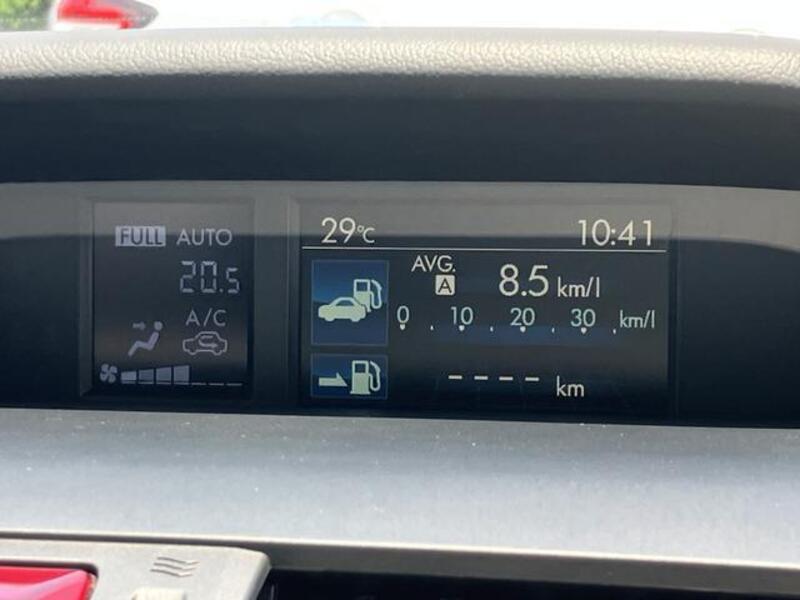 FULL AUTO
20.5
A/C
29°C 10:41
AVG.
A 8.5 km/l
0 10 20 30 km/l
---- km